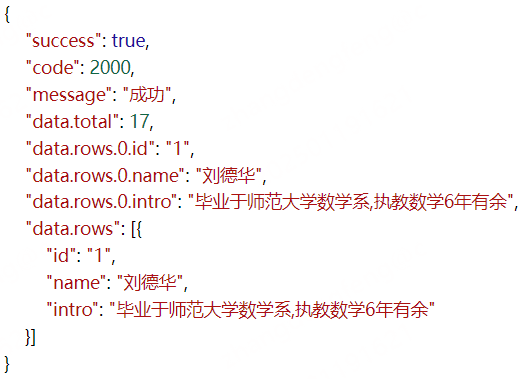 {
"success": true,
"code": 2000,
"message": "成功",
"data.total": 17,
"data.rows.0.id": "1",
"data.rows.0.name": "刘德华",
"data.rows.0.intro": "毕业于师范大学数学系,执教数学6年有余",
"data.rows": [{
"id": "1",
"name": "刘德华",
"intro": "毕业于师范大学数学系,执教数学6年有余"
}]
}